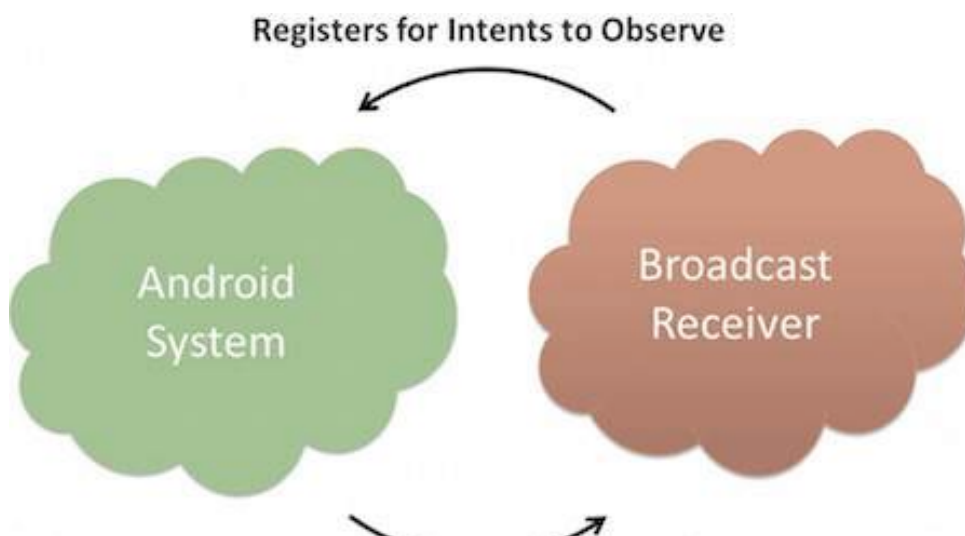 Registers for Intents to Observe
Android
System
Broadcast
Receiver